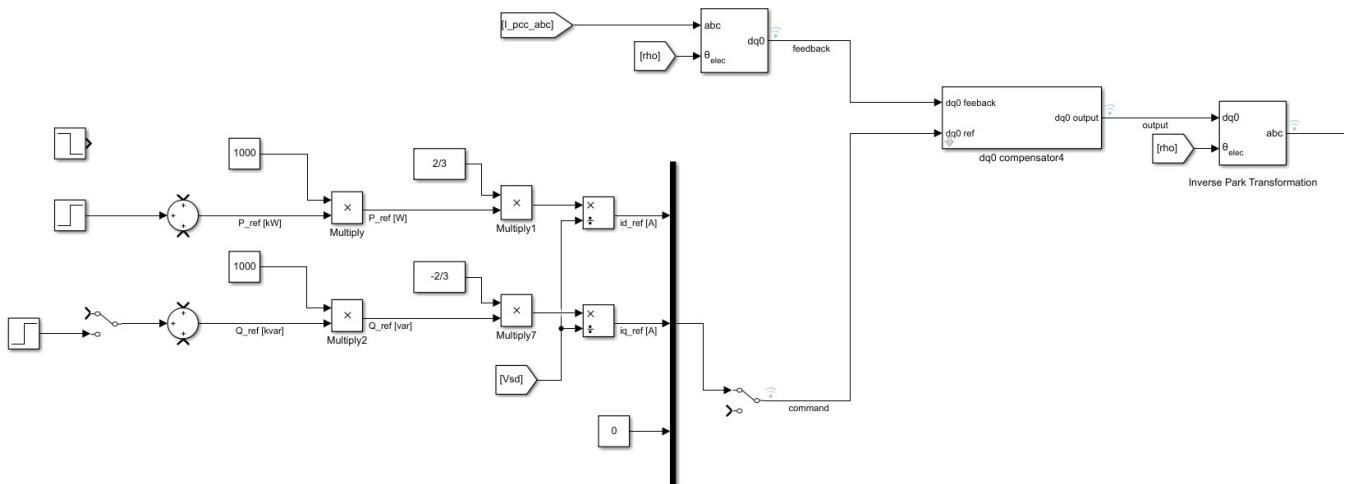 [I_pcc_abc]
abc
dq0
[rho]
θelec
feedback
dq0 feeback
dq0 output
dq0 ref
dq0 compensator4
output
dq0
abc
[rho]
θelec
Inverse Park Transformation
1000
2/3
+
+
+
P_ref [kW]
×
Multiply
P_ref [W]
×
Multiply1
×
÷
id_ref [A]
1000
-2/3
+
+
+
Q_ref [kvar]
×
Multiply2
Q_ref [var]
×
Multiply7
×
÷
iq_ref [A]
[Vsd]
command
0